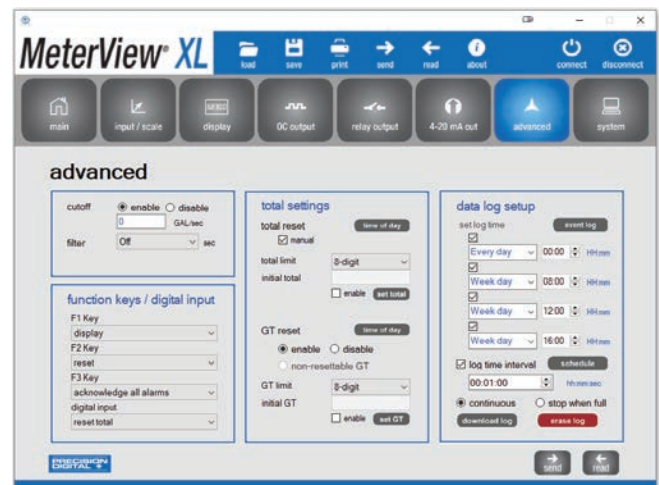 MeterView® XL
load save print send read about connect disconnect
main input / scale display OC output relay output 4-20 mA out advanced system
advanced
cutoff enable disable
0 GAL/sec
filter Off sec
function keys / digital input
F1 Key
display
F2 Key
reset
F3 Key
acknowledge all alarms
digital input
reset total
total settings
total reset time of day
manual
total limit 8-digit
initial total
enable set total
GT reset time of day
enable disable
non-resettable GT
GT limit 8-digit
initial GT
enable set GT
data log setup
set log time event log
Every day 00:00 HH:mm
Week day 08:00 HH:mm
Week day 12:00 HH:mm
Week day 16:00 HH:mm
log time interval schedule
00:01:00 hh:mm:sec
continuous stop when full
download log erase log
PRECISION
DIGITAL
send read